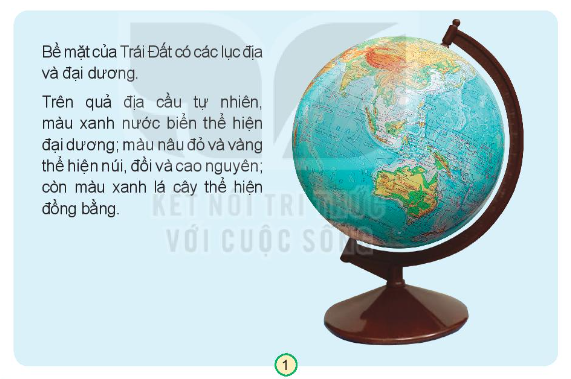 Bề mặt của Trái Đất có các lục địa
và đại dương.
Trên quả địa cầu tự nhiên,
màu xanh nước biển thể hiện
đại dương; màu nâu đỏ và vàng
thể hiện núi, đồi và cao nguyên;
còn màu xanh lá cây thể hiện
đồng bằng.
KẾT NỐI TRI THỨC
VỚI CUỘC SỐNG
1